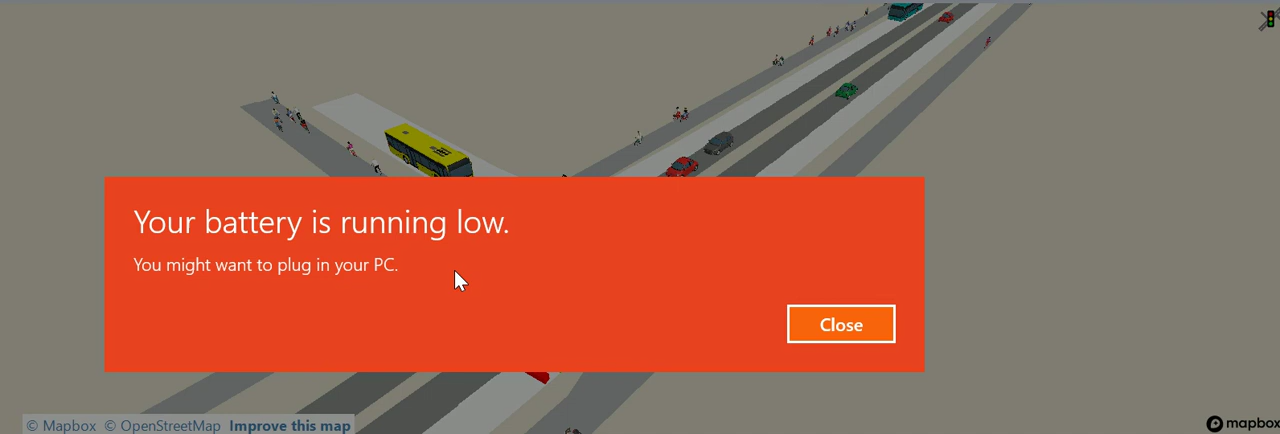 Your battery is running low.
You might want to plug in your PC.
Close
© Mapbox © OpenStreetMap Improve this map
mapbox